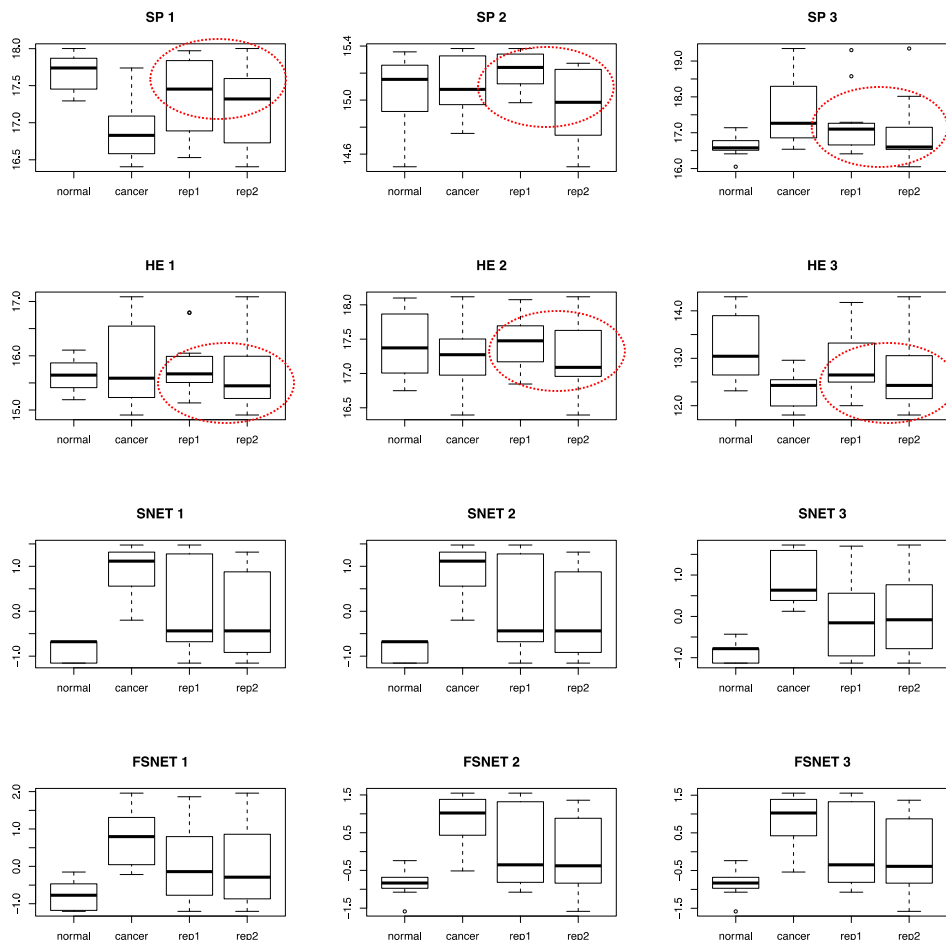 SP 1
18.0
17.5
17.0
16.5
normal cancer rep1 rep2
SP 2
15.4
15.0
14.6
normal cancer rep1 rep2
SP 3
19.0
18.0
17.0
16.0
normal cancer rep1 rep2
HE 1
17.0
16.0
15.0
normal cancer rep1 rep2
HE 2
18.0
17.5
17.0
16.5
normal cancer rep1 rep2
HE 3
14.0
13.0
12.0
normal cancer rep1 rep2
SNET 1
1.0
0.0
−1.0
normal cancer rep1 rep2
SNET 2
1.0
0.0
−1.0
normal cancer rep1 rep2
SNET 3
1.0
0.0
−1.0
normal cancer rep1 rep2
FSNET 1
2.0
1.0
0.0
−1.0
normal cancer rep1 rep2
FSNET 2
1.5
0.5
−0.5
−1.5
normal cancer rep1 rep2
FSNET 3
1.5
0.5
−0.5
−1.5
normal cancer rep1 rep2